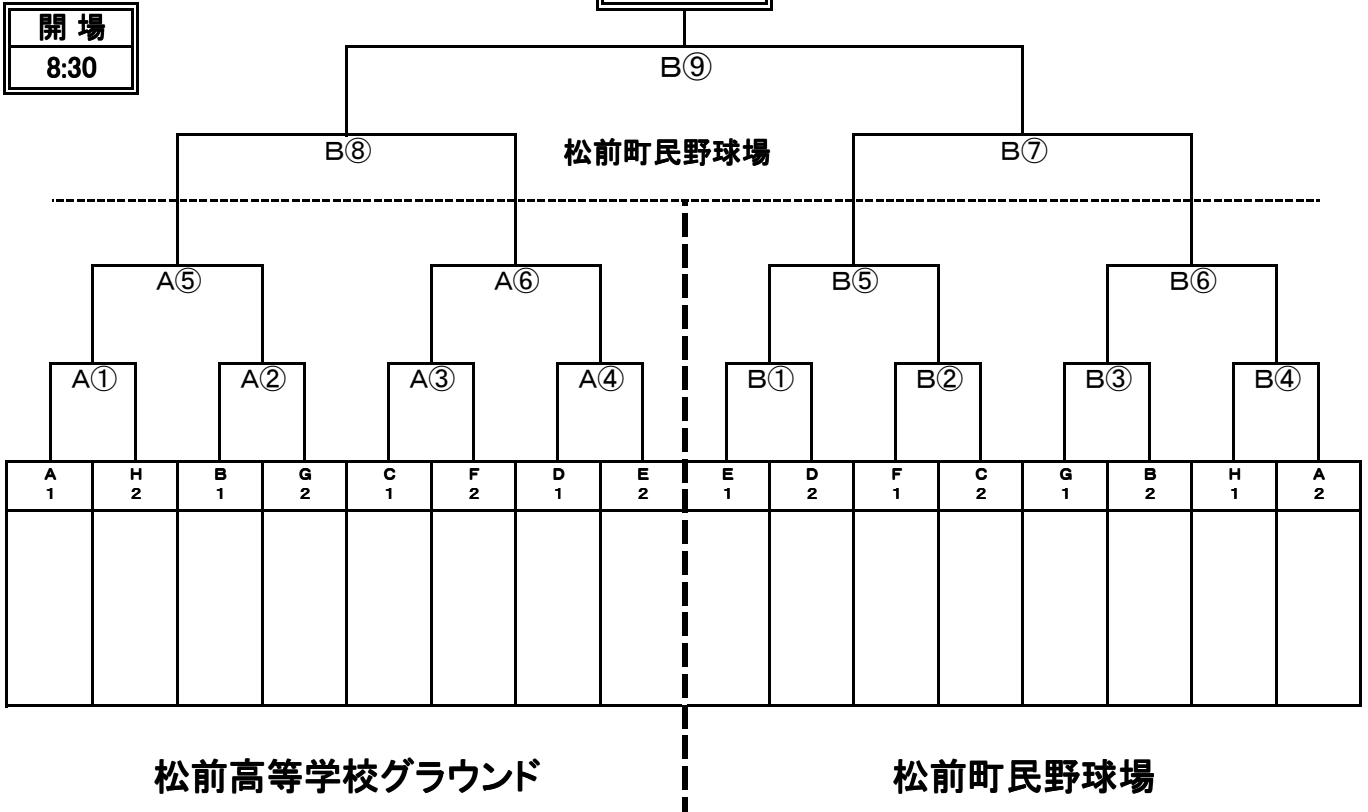 開 場
8:30
B⑨
B⑧
松前町民野球場
B⑦
A⑤
A⑥
B⑤
B⑥
A①
A②
A③
A④
B①
B②
B③
B④
A H B G C F D E E D F C G B H A
1 2 1 2 1 2 1 2 1 2 1 2 1 2 1 2
松前高等学校グラウンド
松前町民野球場